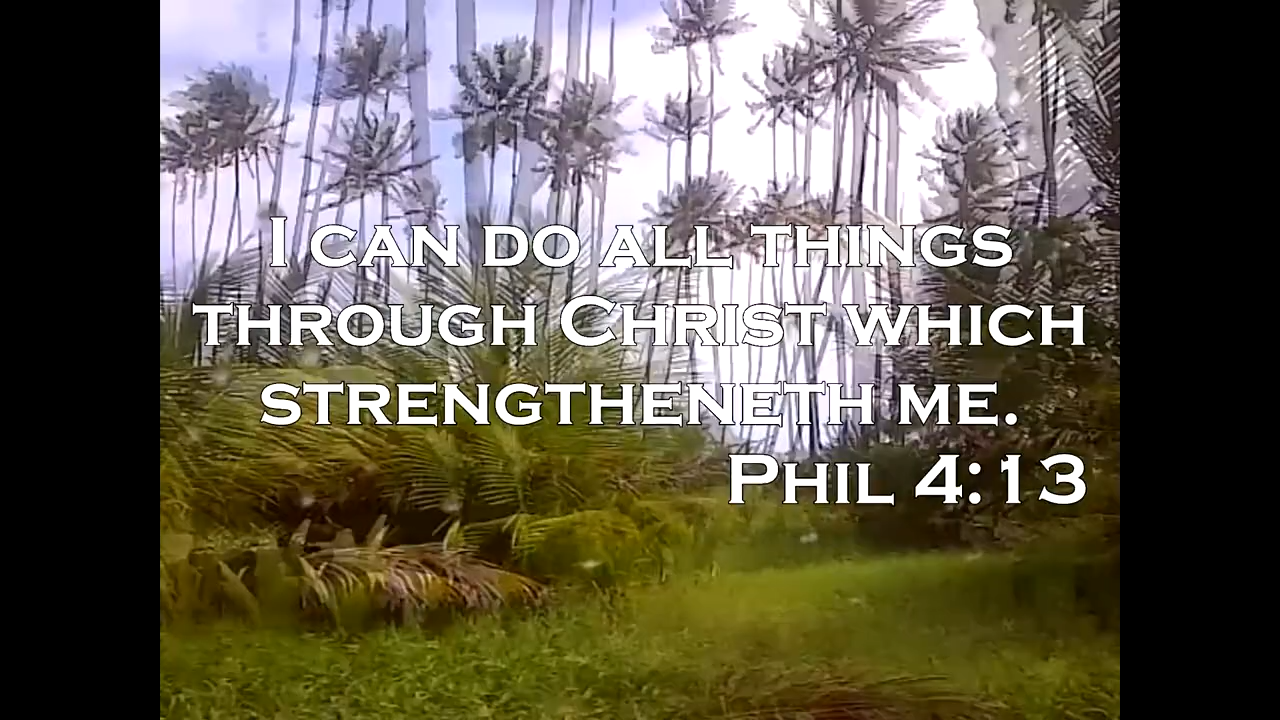 I can do all things
through Christ which
strengtheneth me.
Phil 4:13